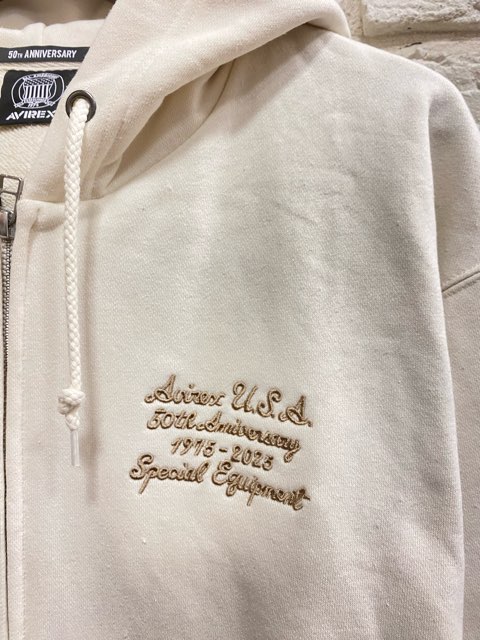 50TH ANNIVERSARY
AVIREX
Avirex U.S.A.
50th Anniversary
1975-2025
Special Equipment